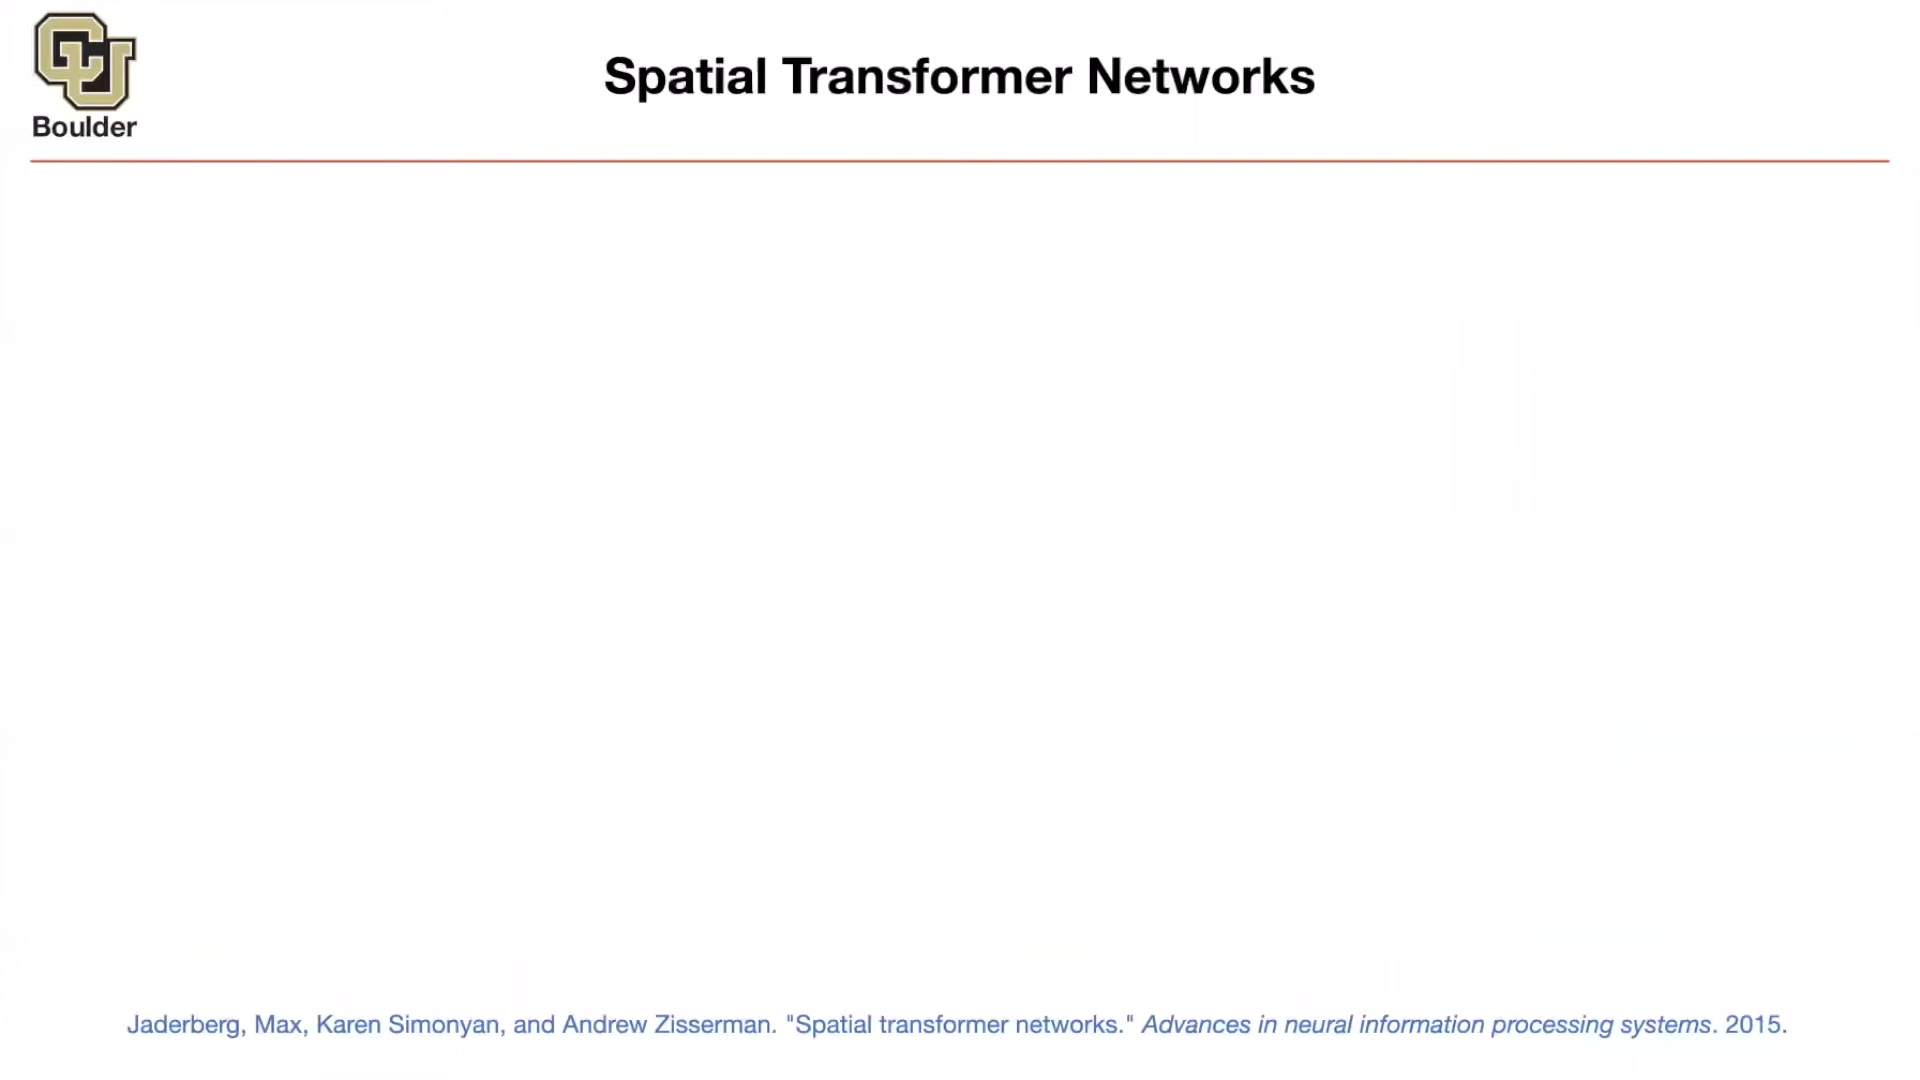 Spatial Transformer Networks
CU
Boulder
Jaderberg, Max, Karen Simonyan, and Andrew Zisserman. "Spatial transformer networks." Advances in neural information processing systems. 2015.